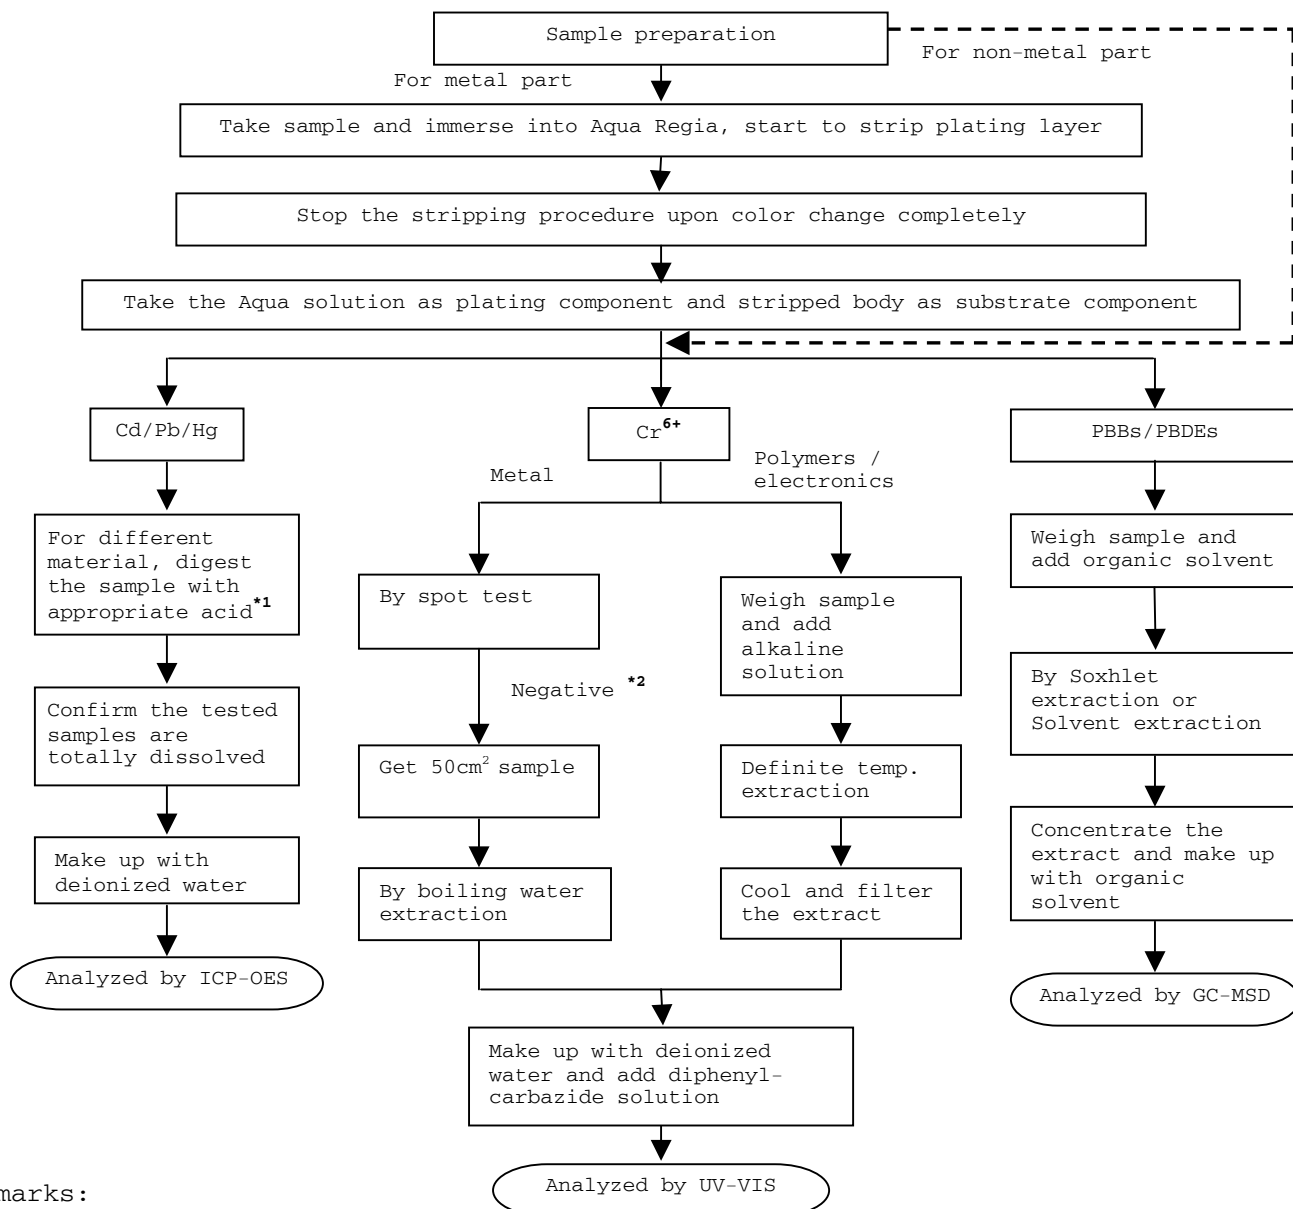 Sample preparation
For non-metal part
For metal part
Take sample and immerse into Aqua Regia, start to strip plating layer
Stop the stripping procedure upon color change completely
Take the Aqua solution as plating component and stripped body as substrate component
Cd/Pb/Hg
Cr6+
PBBs/PBDEs
Metal
Polymers /
electronics
For different
material, digest
the sample with
appropriate acid*1
Confirm the tested
samples are
totally dissolved
Make up with
deionized water
Analyzed by ICP-OES
By spot test
Negative *2
Get 50cm2 sample
By boiling water
extraction
Weigh sample
and add
alkaline
solution
Definite temp.
extraction
Cool and filter
the extract
Make up with deionized
water and add diphenyl-
carbazide solution
Analyzed by UV-VIS
Weigh sample and
add organic solvent
By Soxhlet
extraction or
Solvent extraction
Concentrate the
extract and make up
with organic
solvent
Analyzed by GC-MSD
marks: